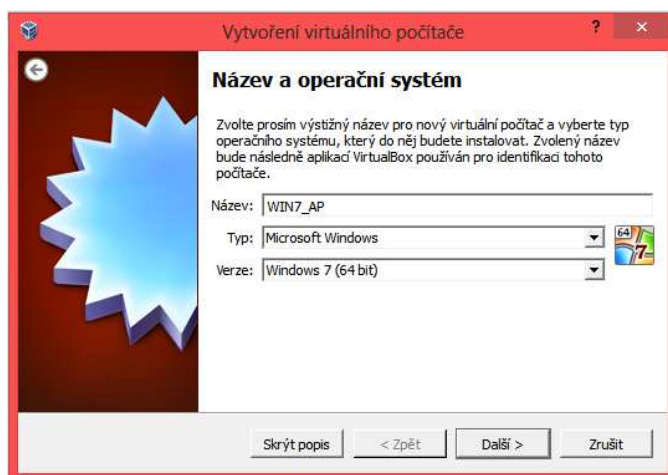 Vytvoření virtuálního počítače
?
Název a operační systém
Zvolte prosím výstižný název pro nový virtuální počítač a vyberte typ
operačního systému, který do něj budete instalovat. Zvolený název
bude následně aplikací VirtualBox používán pro identifikaci tohoto
počítače.
Název: WIN7_AP
Typ: Microsoft Windows
64
7
Verze: Windows 7 (64 bit)
Skrýt popis < Zpět Další > Zrušit